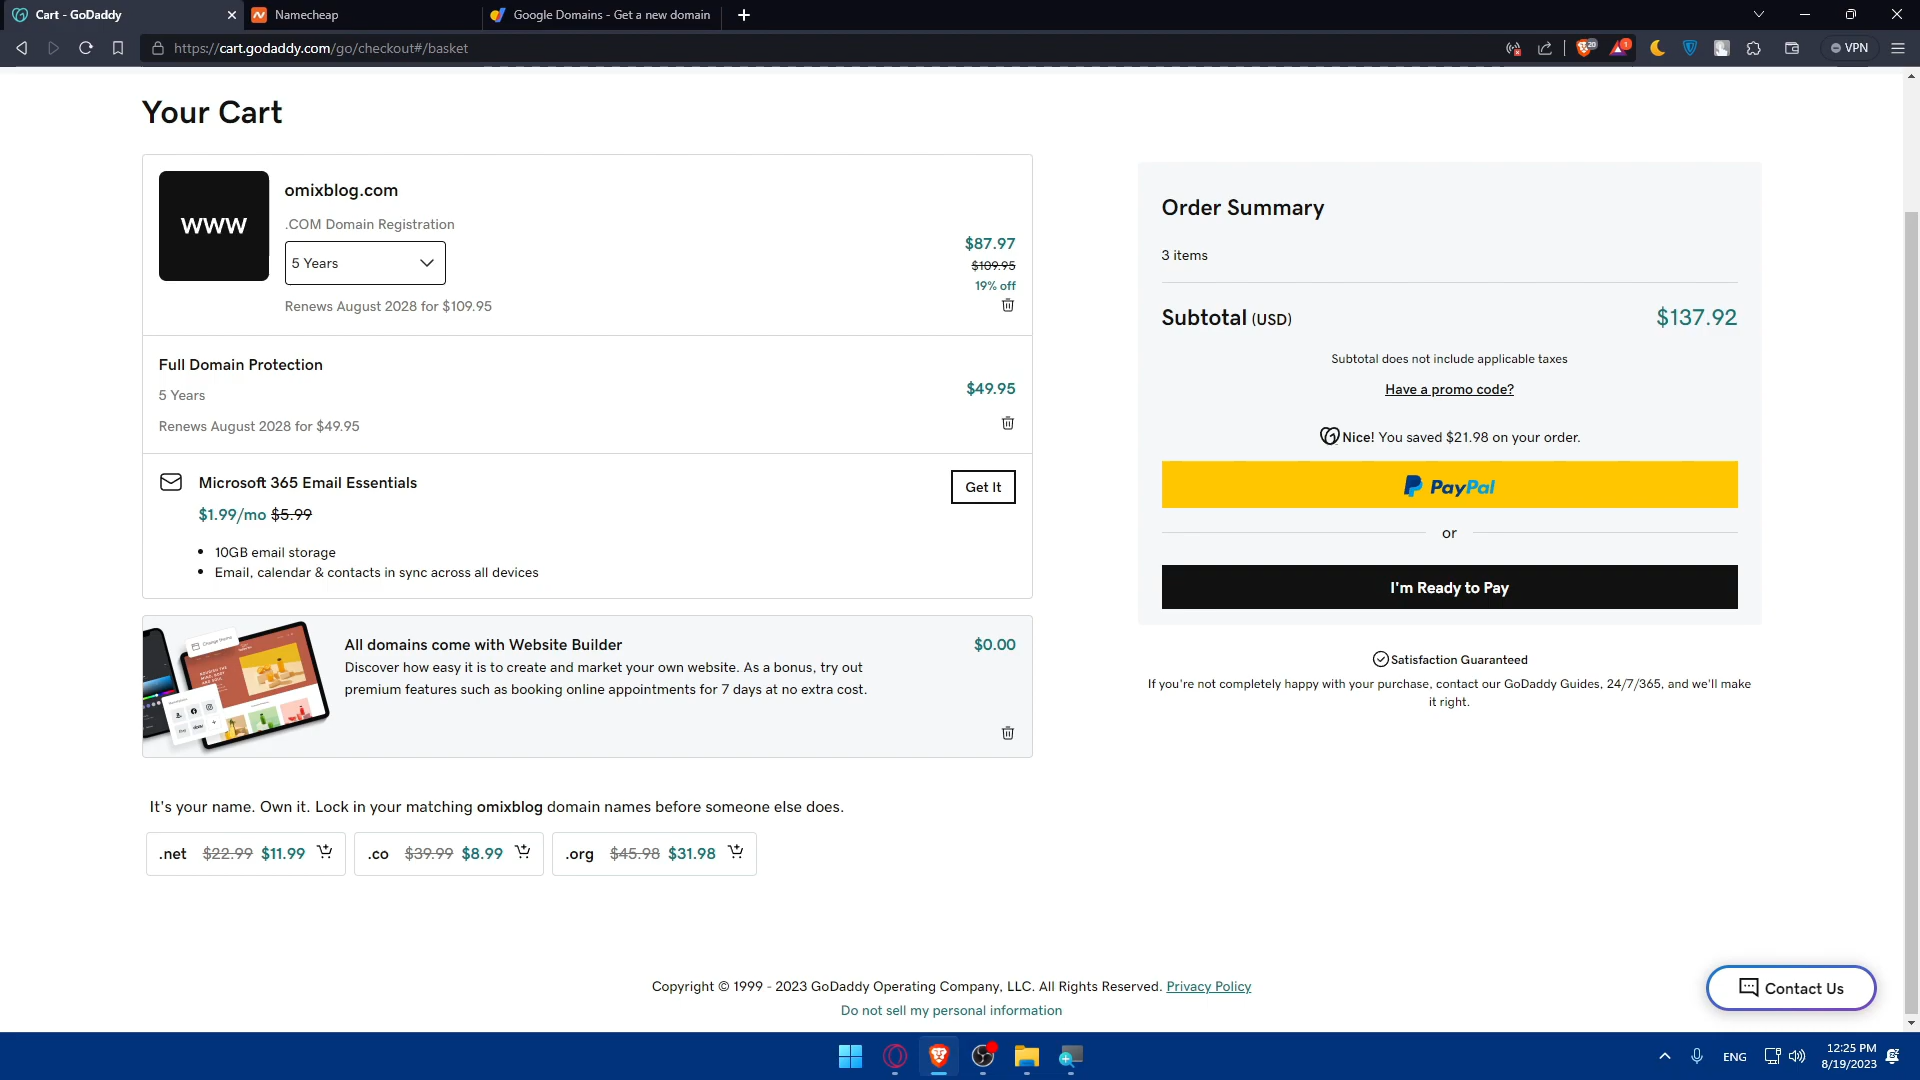 Cart - GoDaddy
Namecheap
Google Domains - Get a new domain
https://cart.godaddy.com/go/checkout#/basket
20
1
VPN
Your Cart
www
omixblog.com
.COM Domain Registration
5 Years
Renews August 2028 for $109.95
$87.97
$109.95
19% off
Full Domain Protection
5 Years
Renews August 2028 for $49.95
$49.95
Microsoft 365 Email Essentials
$1.99/mo $5.99
Get It
• 10GB email storage
• Email, calendar & contacts in sync across all devices
All domains come with Website Builder
$0.00
Discover how easy it is to create and market your own website. As a bonus, try out
premium features such as booking online appointments for 7 days at no extra cost.
It's your name. Own it. Lock in your matching omixblog domain names before someone else does.
.net $22.99 $11.99
.co $39.99 $8.99
.org $45.98 $31.98
Order Summary
3 items
Subtotal (USD)
$137.92
Subtotal does not include applicable taxes
Have a promo code?
Nice! You saved $21.98 on your order.
PayPal
or
I'm Ready to Pay
Satisfaction Guaranteed
If you're not completely happy with your purchase, contact our GoDaddy Guides, 24/7/365, and we'll make
it right.
Copyright © 1999 - 2023 GoDaddy Operating Company, LLC. All Rights Reserved. Privacy Policy
Do not sell my personal information
Contact Us
ENG
12:25 PM
8/19/2023